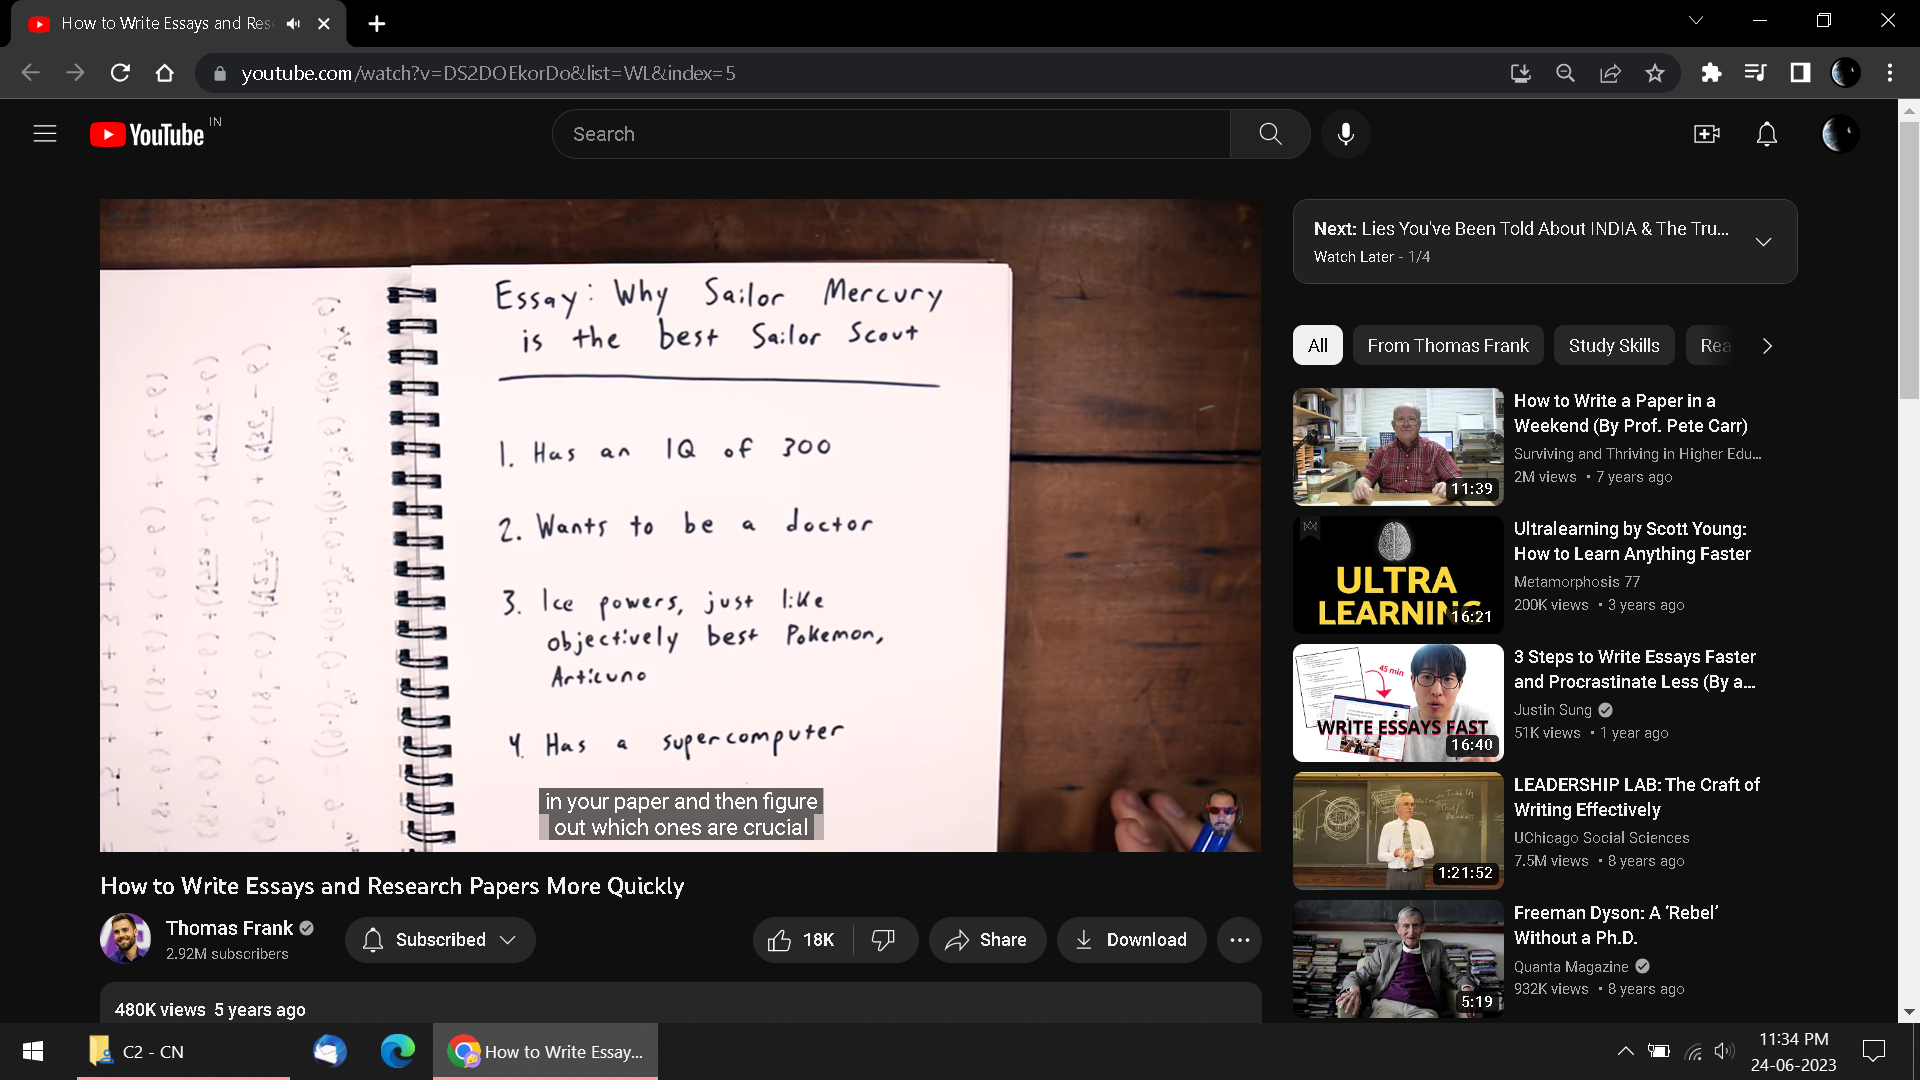 How to Write Essays and Rese
youtube.com/watch?v=DS2DOEkorDo&list=WL&index=5
YouTube IN
Search
Essay: Why Sailor Mercury
is the best Sailor Scout
1. Has an IQ of 300
2. Wants to be a doctor
3. Ice powers, just like
objectively best Pokemon,
Articuno
4. Has a supercomputer
in your paper and then figure
out which ones are crucial
How to Write Essays and Research Papers More Quickly
Thomas Frank
2.92M subscribers
Subscribed
18K
Share
Download
480K views 5 years ago
Next: Lies You've Been Told About INDIA & The Tru...
Watch Later - 1/4
All
From Thomas Frank
Study Skills
Rea
11:39
How to Write a Paper in a
Weekend (By Prof. Pete Carr)
Surviving and Thriving in Higher Edu...
2M views • 7 years ago
ULTRA
LEARNING
16:21
Ultralearning by Scott Young:
How to Learn Anything Faster
Metamorphosis 77
200K views • 3 years ago
45 min
WRITE ESSAYS FAST
16:40
3 Steps to Write Essays Faster
and Procrastinate Less (By a...
Justin Sung
51K views • 1 year ago
1:21:52
LEADERSHIP LAB: The Craft of
Writing Effectively
UChicago Social Sciences
7.5M views • 8 years ago
5:19
Freeman Dyson: A ‘Rebel’
Without a Ph.D.
Quanta Magazine
932K views • 8 years ago
C2 - CN
How to Write Essay...
11:34 PM
24-06-2023